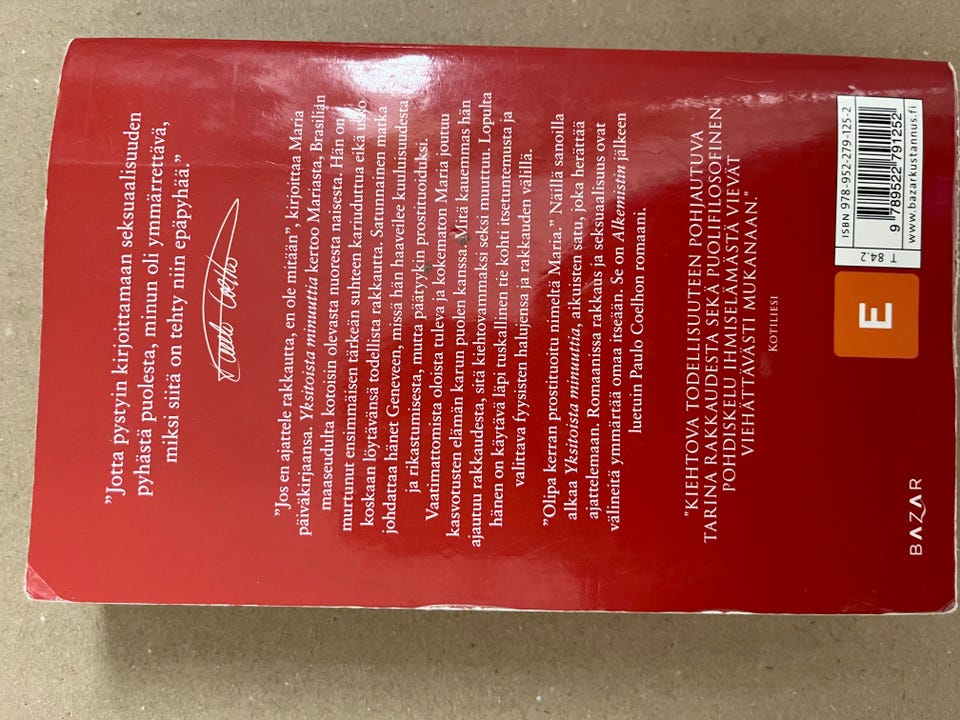 ”Jotta pystyin kirjoittamaan seksuaalisuuden
pyhästä puolesta, minun oli ymmärrettävä,
miksi siitä on tehty niin epäpyhää.”
Paulo Coelho
”Jos en ajattele rakkautta, en ole mitään”, kirjoittaa Maria
päiväkirjaansa. Yksitoista minuuttia kertoo Mariasta, Brasilian
maaseudulta kotoisin olevasta nuoresta naisesta. Hän on
murtunut ensimmäisen tärkeän suhteen kariuduttua eikä usko
koskaan löytävänsä todellista rakkautta. Sattumainen matka
johdattaa hänet Geneveen, missä hän haaveilee kuuluisuudesta
ja rikastumisesta, mutta päätyykin prostituoiduksi.
Vaatimattomista oloista tuleva ja kokematon Maria joutuu
kasvotusten elämän karun puolen kanssa. Mitä kauemmas hän
ajautuu rakkaudesta, sitä kiehtovammaksi seksi muuttuu. Lopulta
hänen on käytävä läpi tuskallinen tie kohti itsetuntemusta ja
valittava fyysisten halujensa ja rakkauden välillä.
”Olipa kerran prostituoitu nimeltä Maria.” Näillä sanoilla
alkaa Yksitoista minuuttia, aikuisten satu, joka herättää
ajattelemaan. Romaanissa rakkaus ja seksuaalisuus ovat
välineitä ymmärtää omaa itseään. Se on Alkemistin jälkeen
luetuin Paulo Coelhon romaani.
”KIEHTOVA TODELLISUUTEEN POHJAUTUVA
TARINA RAKKAUDESTA SEKÄ PUOLIFILOSOFINEN
POHDISKELU IHMISELÄMÄSTÄ VIEVÄT
VIEHÄTTÄVÄSTI MUKANAAN.”
KOTILIESI
BAZAR
E
T 84.2
ISBN 978-952-279-125-2
9 789522 791252
www.bazarkustannus.fi